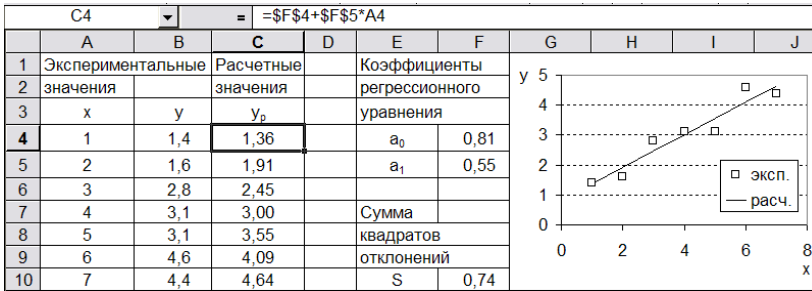 C4 = =$F$4+$F$5*A4
A B C D E F G H I J
1 Экспериментальные Расчетные Коэффициенты
2 значения значения регрессионного
3 x y yₚ уравнения
4 1 1,4 1,36 a₀ 0,81
5 2 1,6 1,91 a₁ 0,55
6 3 2,8 2,45
7 4 3,1 3,00 Сумма
8 5 3,1 3,55 квадратов
9 6 4,6 4,09 отклонений
10 7 4,4 4,64 S 0,74
y 5
4
3
2
1
0
эксп.
расч.
0 2 4 6 8
x